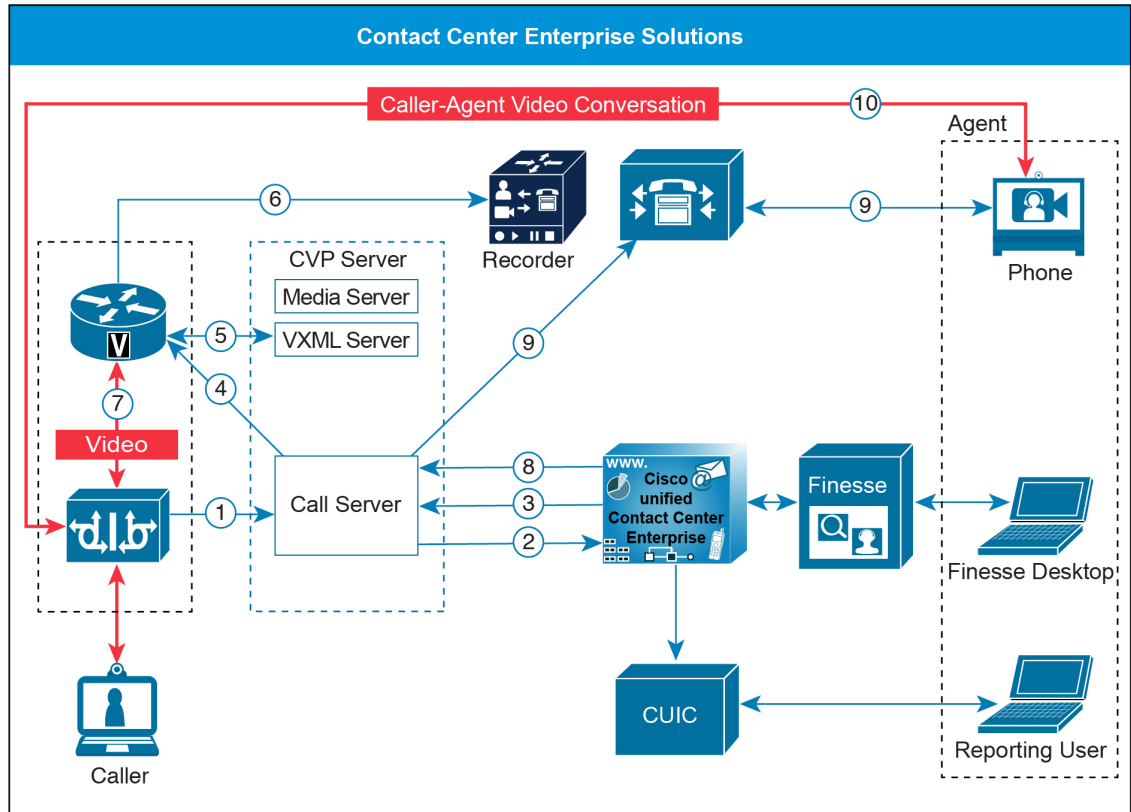 Contact Center Enterprise Solutions
Caller-Agent Video Conversation
10
Agent
6
Recorder
9
Phone
CVP Server
Media Server
VXML Server
5
V
4
9
7
Video
1
Call Server
8
3
2
www.
@
Cisco
unified
Contact Center
Enterprise
Finesse
Finesse Desktop
CUIC
Caller
Reporting User